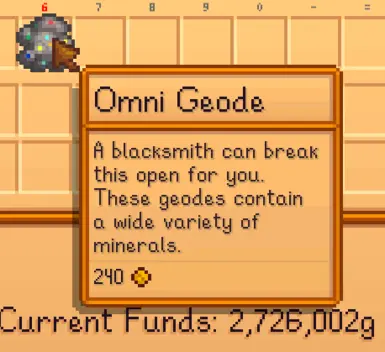 6 7 8 9 0 - =
Omni Geode
A blacksmith can break
this open for you.
These geodes contain
a wide variety of
minerals.
240
Current Funds: 2,726,002g